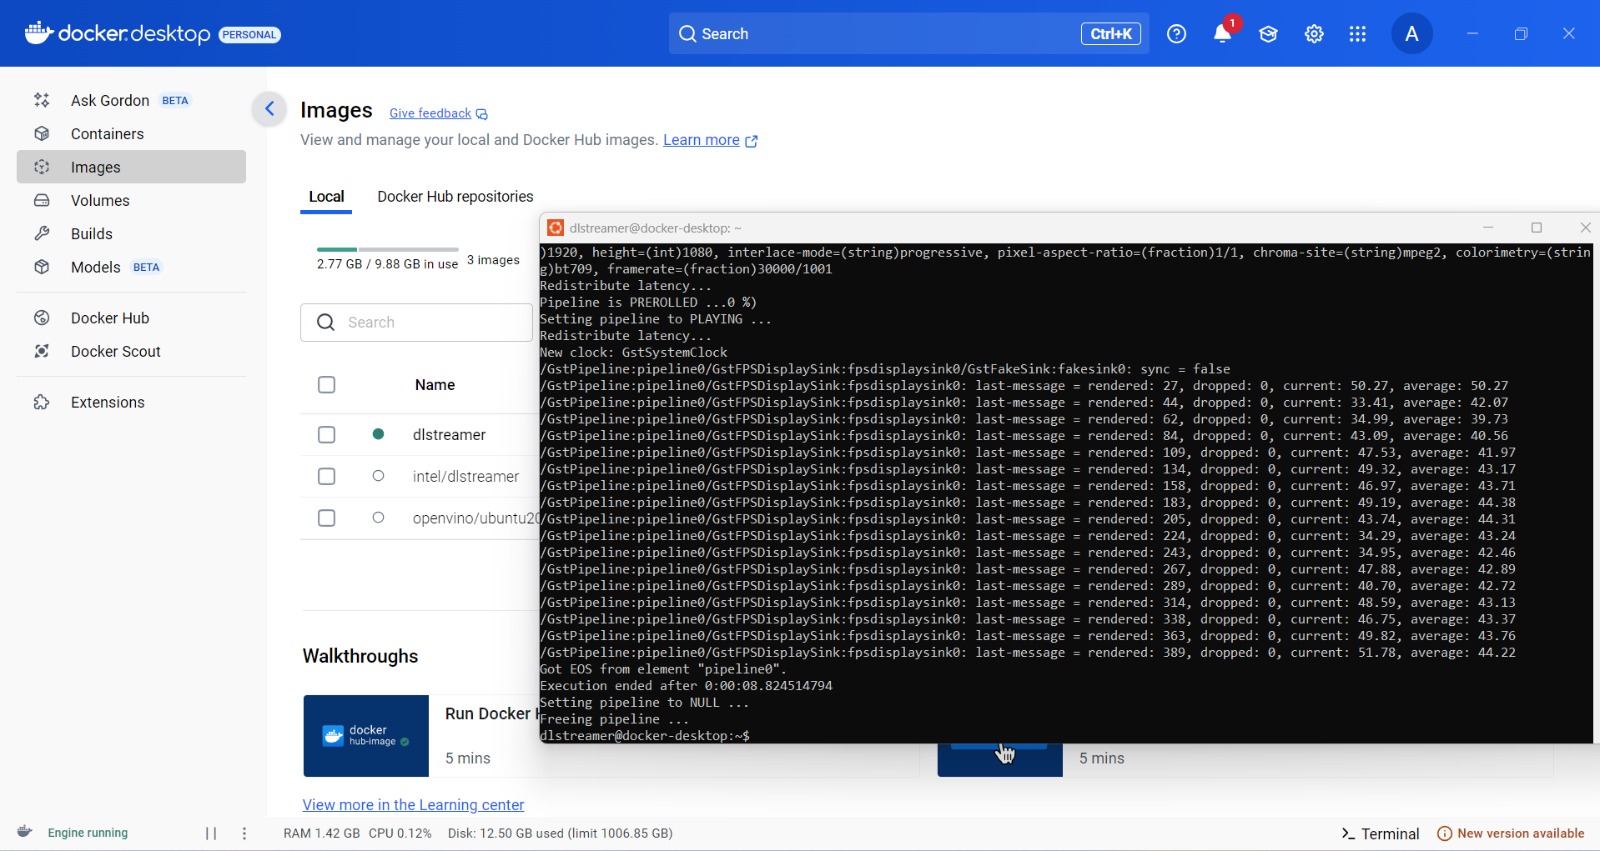 docker.desktop PERSONAL
Search
Ctrl+K
1
A
Ask Gordon BETA
Containers
Images
Volumes
Builds
Models BETA
Docker Hub
Docker Scout
Extensions
Images Give feedback
View and manage your local and Docker Hub images. Learn more
Local Docker Hub repositories
2.77 GB / 9.88 GB in use 3 images
Search
Name
dlstreamer
intel/dlstreamer
openvino/ubuntu20
Walkthroughs
docker
hub-image
Run Docker
5 mins
5 mins
View more in the Learning center
dlstreamer@docker-desktop: ~
)1920, height=(int)1080, interlace-mode=(string)progressive, pixel-aspect-ratio=(fraction)1/1, chroma-site=(string)mpeg2, colorimetry=(strin
g)bt709, framerate=(fraction)30000/1001
Redistribute latency...
Pipeline is PREROLLED ...0 %)
Setting pipeline to PLAYING ...
Redistribute latency...
New clock: GstSystemClock
/GstPipeline:pipeline0/GstFPSDisplaySink:fpsdisplaysink0/GstFakeSink:fakesink0: sync = false
/GstPipeline:pipeline0/GstFPSDisplaySink:fpsdisplaysink0: last-message = rendered: 27, dropped: 0, current: 50.27, average: 50.27
/GstPipeline:pipeline0/GstFPSDisplaySink:fpsdisplaysink0: last-message = rendered: 44, dropped: 0, current: 33.41, average: 42.07
/GstPipeline:pipeline0/GstFPSDisplaySink:fpsdisplaysink0: last-message = rendered: 62, dropped: 0, current: 34.99, average: 39.73
/GstPipeline:pipeline0/GstFPSDisplaySink:fpsdisplaysink0: last-message = rendered: 84, dropped: 0, current: 43.09, average: 40.56
/GstPipeline:pipeline0/GstFPSDisplaySink:fpsdisplaysink0: last-message = rendered: 109, dropped: 0, current: 47.53, average: 41.97
/GstPipeline:pipeline0/GstFPSDisplaySink:fpsdisplaysink0: last-message = rendered: 134, dropped: 0, current: 49.32, average: 43.17
/GstPipeline:pipeline0/GstFPSDisplaySink:fpsdisplaysink0: last-message = rendered: 158, dropped: 0, current: 46.97, average: 43.71
/GstPipeline:pipeline0/GstFPSDisplaySink:fpsdisplaysink0: last-message = rendered: 183, dropped: 0, current: 49.19, average: 44.38
/GstPipeline:pipeline0/GstFPSDisplaySink:fpsdisplaysink0: last-message = rendered: 205, dropped: 0, current: 43.74, average: 44.31
/GstPipeline:pipeline0/GstFPSDisplaySink:fpsdisplaysink0: last-message = rendered: 224, dropped: 0, current: 34.29, average: 43.24
/GstPipeline:pipeline0/GstFPSDisplaySink:fpsdisplaysink0: last-message = rendered: 243, dropped: 0, current: 34.95, average: 42.46
/GstPipeline:pipeline0/GstFPSDisplaySink:fpsdisplaysink0: last-message = rendered: 267, dropped: 0, current: 47.88, average: 42.89
/GstPipeline:pipeline0/GstFPSDisplaySink:fpsdisplaysink0: last-message = rendered: 289, dropped: 0, current: 40.70, average: 42.72
/GstPipeline:pipeline0/GstFPSDisplaySink:fpsdisplaysink0: last-message = rendered: 314, dropped: 0, current: 48.59, average: 43.13
/GstPipeline:pipeline0/GstFPSDisplaySink:fpsdisplaysink0: last-message = rendered: 338, dropped: 0, current: 46.75, average: 43.37
/GstPipeline:pipeline0/GstFPSDisplaySink:fpsdisplaysink0: last-message = rendered: 363, dropped: 0, current: 49.82, average: 43.76
/GstPipeline:pipeline0/GstFPSDisplaySink:fpsdisplaysink0: last-message = rendered: 389, dropped: 0, current: 51.78, average: 44.22
Got EOS from element "pipeline0".
Execution ended after 0:00:08.824514794
Setting pipeline to NULL ...
Freeing pipeline ...
dlstreamer@docker-desktop:~$
Engine running
RAM 1.42 GB CPU 0.12% Disk: 12.50 GB used (limit 1006.85 GB)
Terminal
New version available